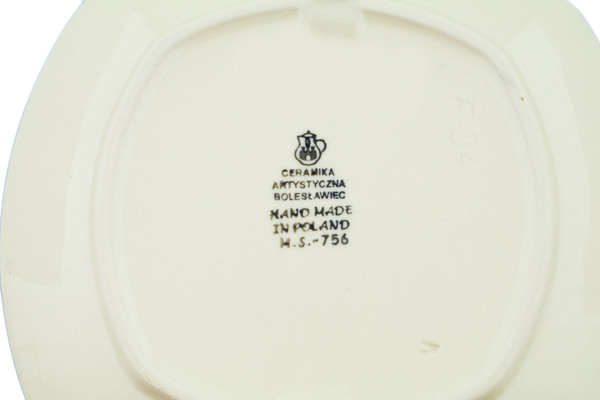 CERAMIKA
ARTYSTYCZNA
BOLESŁAWIEC
HAND MADE
IN POLAND
M.S.-756